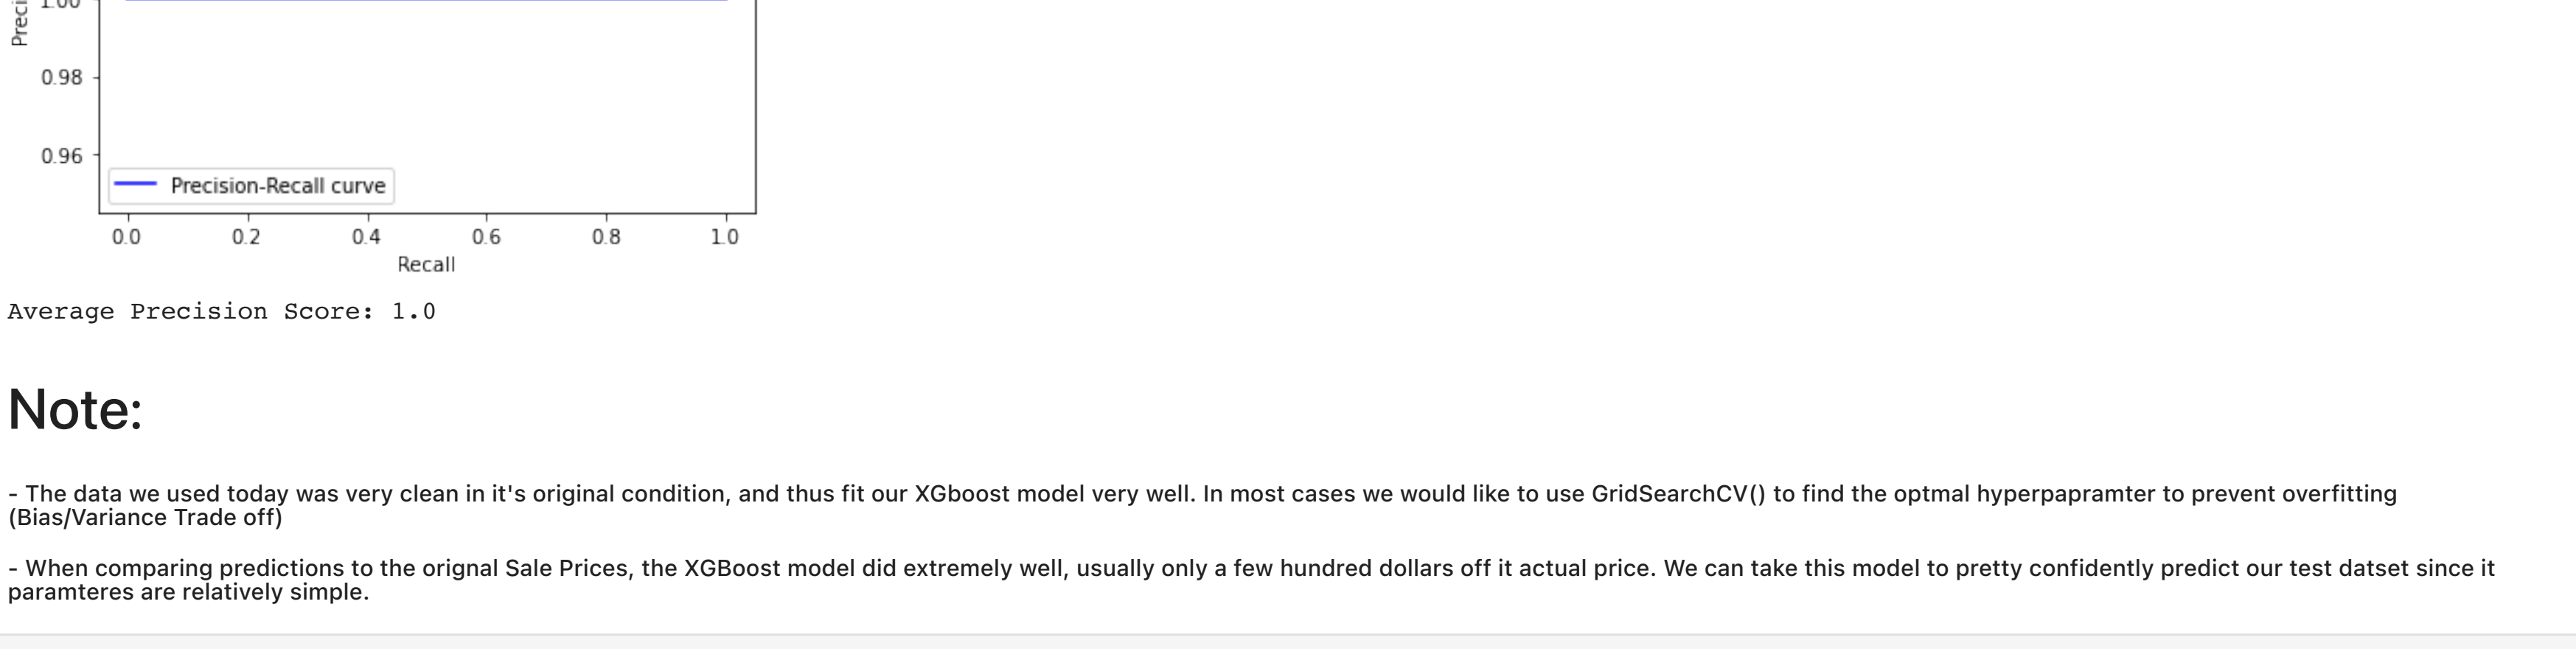 Preci
1.00
0.98
0.96
Precision-Recall curve
0.0 0.2 0.4 0.6 0.8 1.0
Recall
Average Precision Score: 1.0
Note:
- The data we used today was very clean in it's original condition, and thus fit our XGboost model very well. In most cases we would like to use GridSearchCV() to find the optmal hyperpapramter to prevent overfitting
(Bias/Variance Trade off)
- When comparing predictions to the orignal Sale Prices, the XGBoost model did extremely well, usually only a few hundred dollars off it actual price. We can take this model to pretty confidently predict our test datset since it
paramteres are relatively simple.